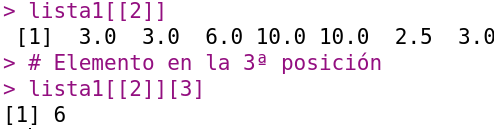 > lista1[[2]]
 [1]  3.0  3.0  6.0 10.0 10.0  2.5  3.0
> # Elemento en la 3ª posición
> lista1[[2]][3]
[1] 6